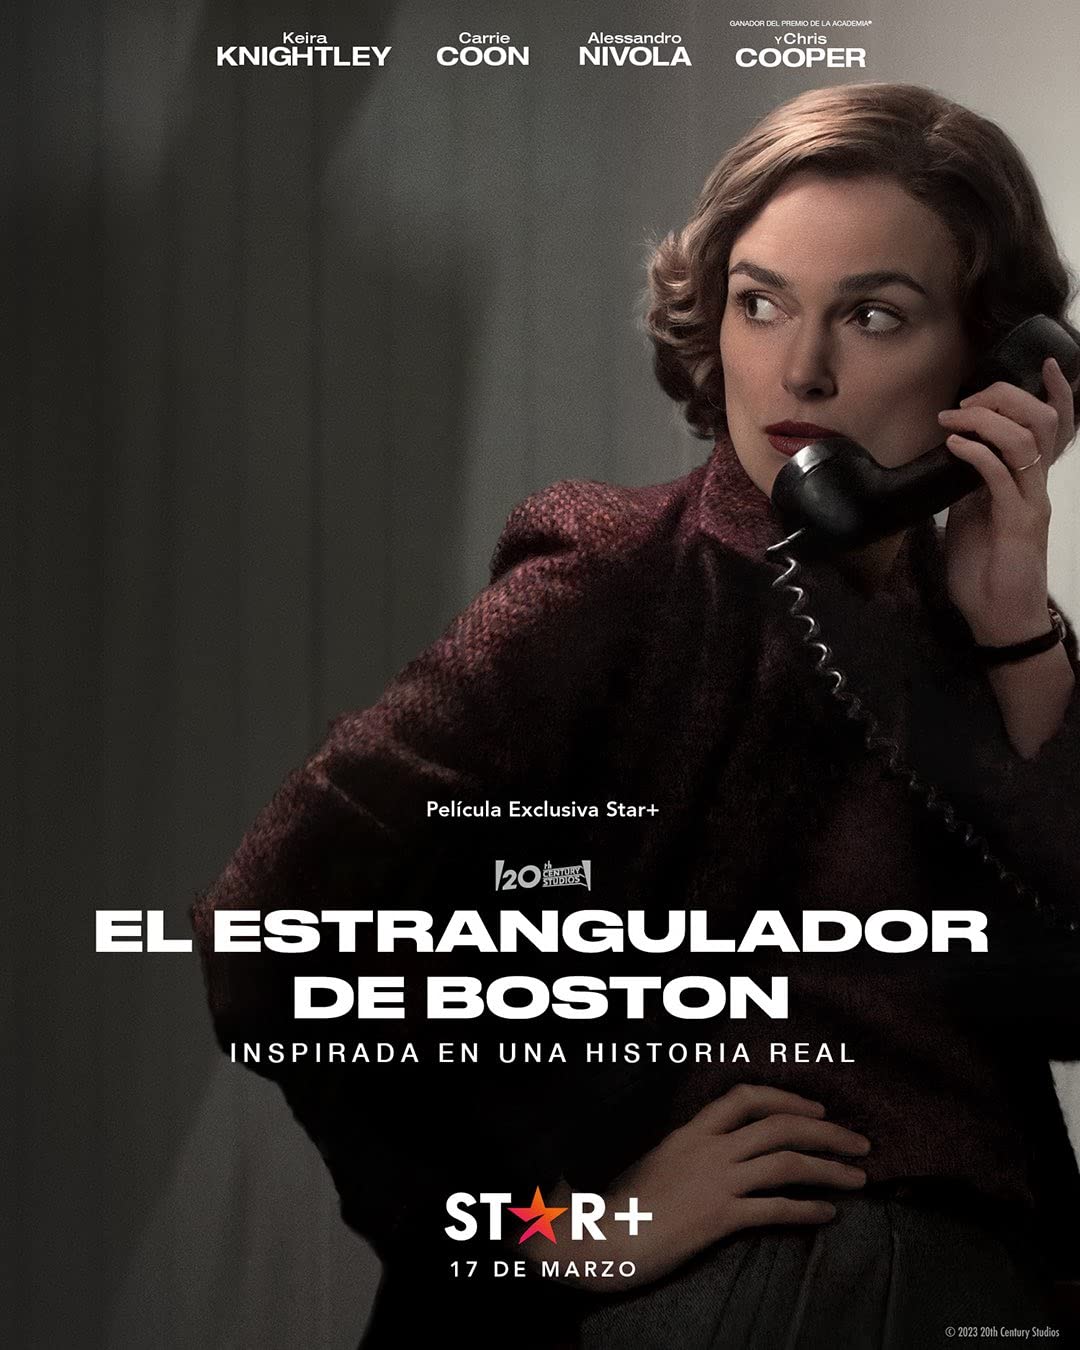 Keira
KNIGHTLEY
Carrie
COON
Alessandro
NIVOLA
GANADOR DEL PREMIO DE LA ACADEMIA®
Y Chris
COOPER
Película Exclusiva Star+
20th CENTURY STUDIOS
EL ESTRANGULADOR
DE BOSTON
INSPIRADA EN UNA HISTORIA REAL
ST★R+
17 DE MARZO
© 2023 20th Century Studios